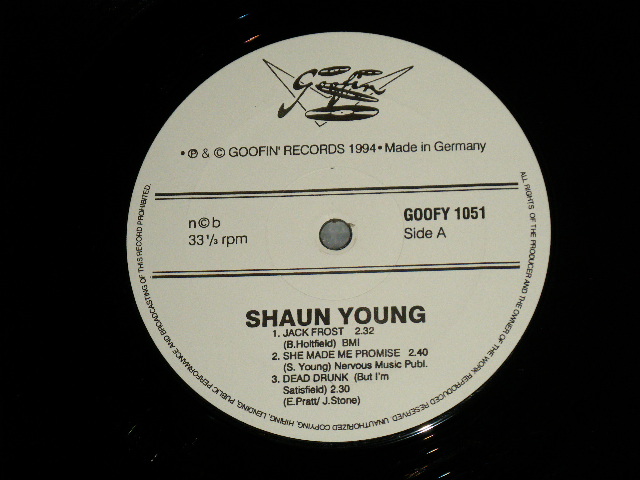 Goofin
• ℗ & © GOOFIN' RECORDS 1994 • Made in Germany
n©b
33 1/3 rpm
GOOFY 1051
Side A
SHAUN YOUNG
1. JACK FROST 2.32
(B.Holtfield) BMI
2. SHE MADE ME PROMISE 2.40
(S. Young) Nervous Music Publ.
3. DEAD DRUNK (But I'm
Satisfield) 2.30
(E.Pratt/ J.Stone)
ALL RIGHTS OF THE PRODUCER AND THE OWNER OF THE WORK REPRODUCED RESERVED. UNAUTHORIZED COPYING, HIRING, LENDING, PUBLIC PERFORMANCE AND BROADCASTING OF THIS RECORD PROHIBITED.